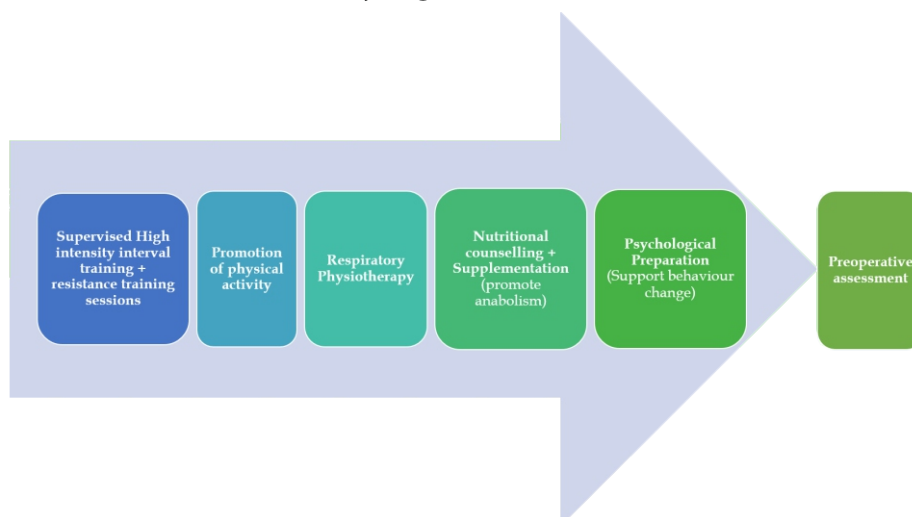 Supervised High
intensity interval
training +
resistance training
sessions
Promotion
of physical
activity
Respiratory
Physiotherapy
Nutritional
counselling +
Supplementation
(promote
anabolism)
Psychological
Preparation
(Support behaviour
change)
Preoperative
assessment